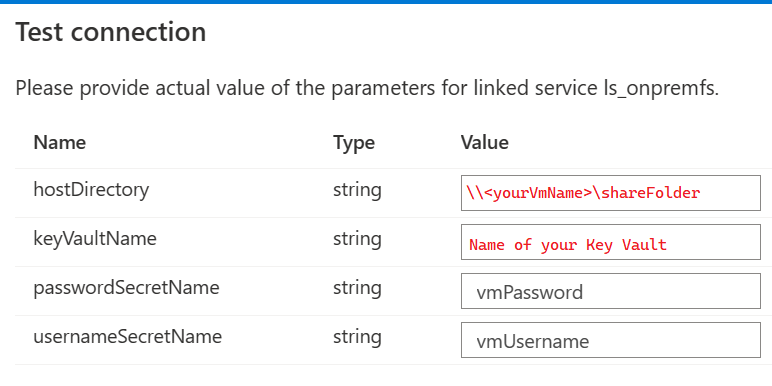 Test connection
Please provide actual value of the parameters for linked service ls_onpremfs.
Name Type Value
hostDirectory string \\<yourVmName>\shareFolder
keyVaultName string Name of your Key Vault
passwordSecretName string vmPassword
usernameSecretName string vmUsername